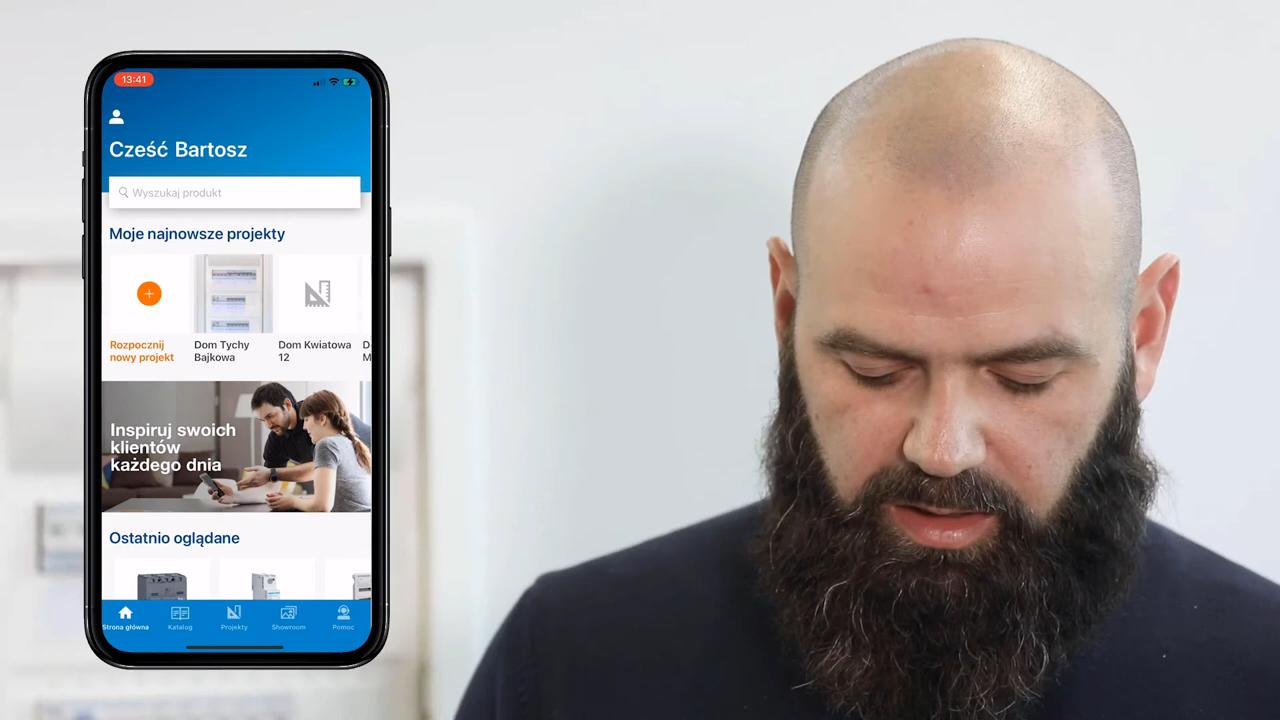 13:41
Cześć Bartosz
Wyszukaj produkt
Moje najnowsze projekty
Rozpocznij
nowy projekt
Dom Tychy
Bajkowa
Dom Kwiatowa
12
D
M
Inspiruj swoich
klientów
każdego dnia
Ostatnio oglądane
Strona główna
Katalog
Projekty
Showroom
Pomoc